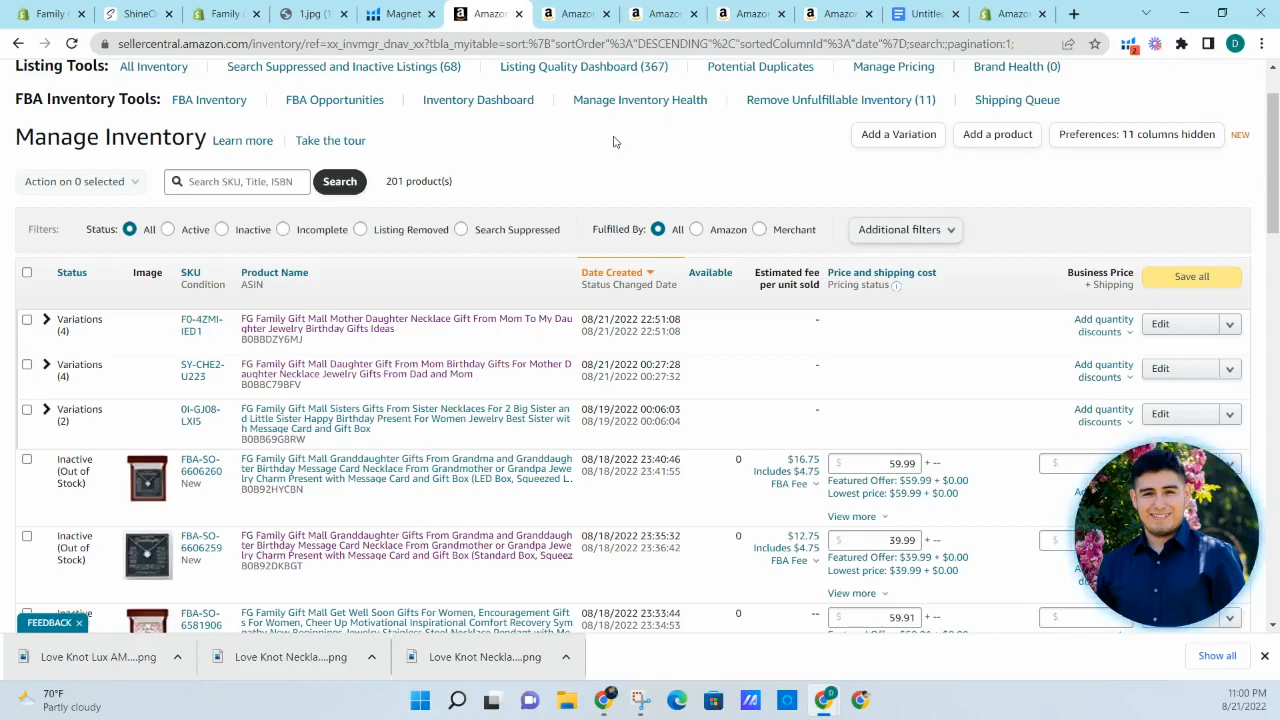 Family G
Family G
1.jpg (1
Magnet
Amazon
Amazon
Amazon
Amazon
Untitle
Amazon
sellercentral.amazon.com/inventory/ref=xx_invmg_dnav_xx?tbla_myitable=sort:%7B"sortOrder"%3A"DESCENDING"%2C"sortedColumn"%3A"date"%7D;search:;pagination:1;
2
D
Listing Tools: All Inventory Search Suppressed and Inactive Listings (68) Listing Quality Dashboard (367) Potential Duplicates Manage Pricing Brand Health (0)
FBA Inventory Tools: FBA Inventory FBA Opportunities Inventory Dashboard Manage Inventory Health Remove Unfulfillable Inventory (11) Shipping Queue
Manage Inventory Learn more Take the tour Add a Variation Add a product Preferences: 11 columns hidden NEW
Action on 0 selected Search SKU, Title, ISBN Search 201 product(s)
Filters: Status: All Active Inactive Incomplete Listing Removed Search Suppressed Fulfilled By: All Amazon Merchant Additional filters
Status Image SKU Product Name Date Created Available Estimated fee Price and shipping cost Business Price Save all
Condition ASIN Status Changed Date per unit sold Pricing status + Shipping
Variations F0-4ZMI- FG Family Gift Mall Mother Daughter Necklace Gift From Mom To My Dau 08/21/2022 22:51:08 - Add quantity Edit
(4) IED1 ghter Jewelry Birthday Gifts Ideas 08/21/2022 22:51:08 discounts
B0BBDZY6MJ
Variations SY-CHE2- FG Family Gift Mall Daughter Gift From Mom Birthday Gifts For Mother D 08/21/2022 00:27:28 - Add quantity Edit
(4) U223 aughter Necklace Jewelry Gifts From Dad and Mom 08/21/2022 00:27:32 discounts
B0BBC79BFV
Variations 0I-GJ08- FG Family Gift Mall Sisters Gifts From Sister Necklaces For 2 Big Sister an 08/19/2022 00:06:03 - Add quantity Edit
(2) LXI5 d Little Sister Happy Birthday Present For Women Jewelry Best Sister wit 08/19/2022 00:06:04 discounts
h Message Card and Gift Box
B0BB69G8RW
Inactive FBA-SO- FG Family Gift Mall Granddaughter Gifts From Grandma and Granddaugh 08/18/2022 23:40:46 0 $16.75 $ 59.99 + -- $
(Out of 6606260 ter Birthday Message Card Necklace From Grandmother or Grandpa Jewe 08/18/2022 23:41:55 Includes $4.75 Featured Offer: $59.99 + $0.00
Stock) New lry Charm Present with Message Card and Gift Box (LED Box, Squeezed L... FBA Fee Lowest price: $59.99 + $0.00
B0B92HYCBN
View more
Inactive FBA-SO- FG Family Gift Mall Granddaughter Gifts From Grandma and Granddaugh 08/18/2022 23:35:32 0 $12.75 $ 39.99 + -- $
(Out of 6606259 ter Birthday Message Card Necklace From Grandmother or Grandpa Jewe 08/18/2022 23:36:42 Includes $4.75 Featured Offer: $39.99 + $0.00
Stock) New lry Charm Present with Message Card and Gift Box (Standard Box, Squeez FBA Fee Lowest price: $39.99 + $0.00
B0B92DKBGT
View more
Inactive FBA-SO- FG Family Gift Mall Get Well Soon Gifts For Women, Encouragement Gift 08/18/2022 23:33:44 0 -- $ 59.91 + -- $
6581906 s For Women, Cheer Up Motivational Inspirational Comfort Recovery Sym 08/18/2022 23:34:53
FEEDBACK
Love Knot Lux AM....png Love Knot Neckla....png Love Knot Neckla....png Show all
70°F
Partly cloudy
11:00 PM
8/21/2022